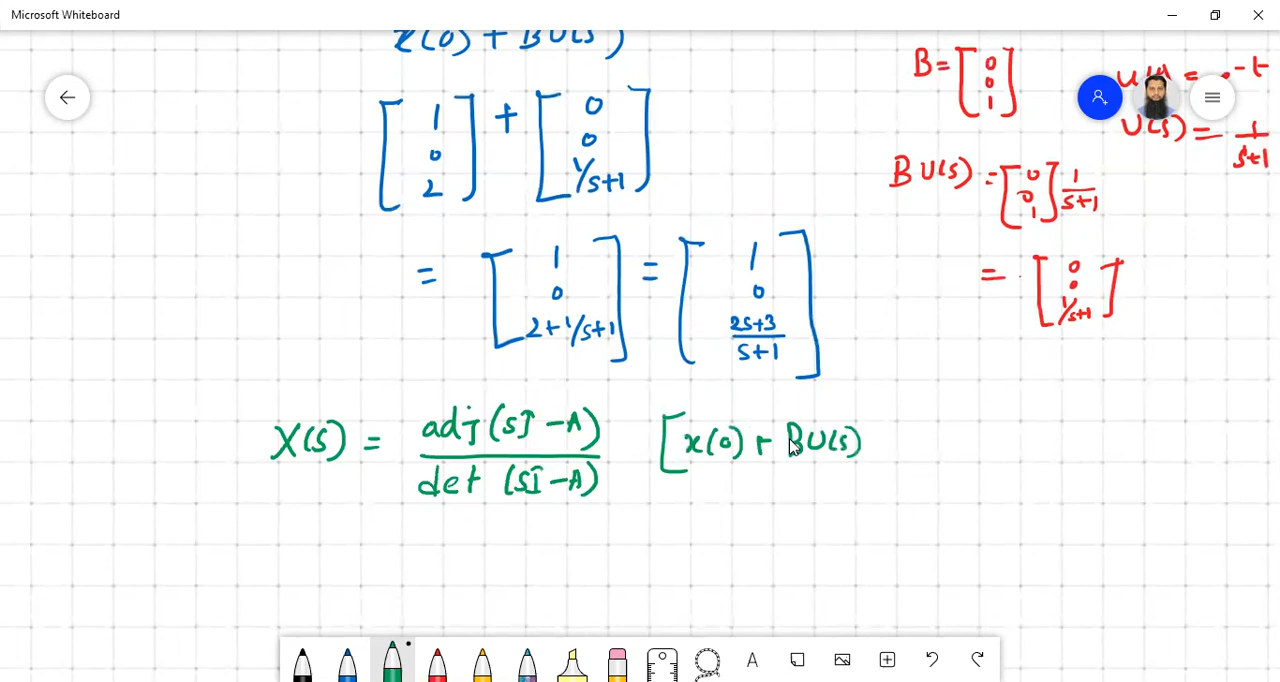 Microsoft Whiteboard
x(0) + BU(s)
[1 0 2] + [0 0 1/s+1]
= [1 0 2+1/s+1] = [1 0 2s+3/s+1]
X(s) = adj(sI-A)/det(sI-A) [x(0) + BU(s)
B = [0 0 1]
U(s) = 1/s+1
BU(s) = [0 0 1] 1/s+1
= [0 0 1/s+1]
A